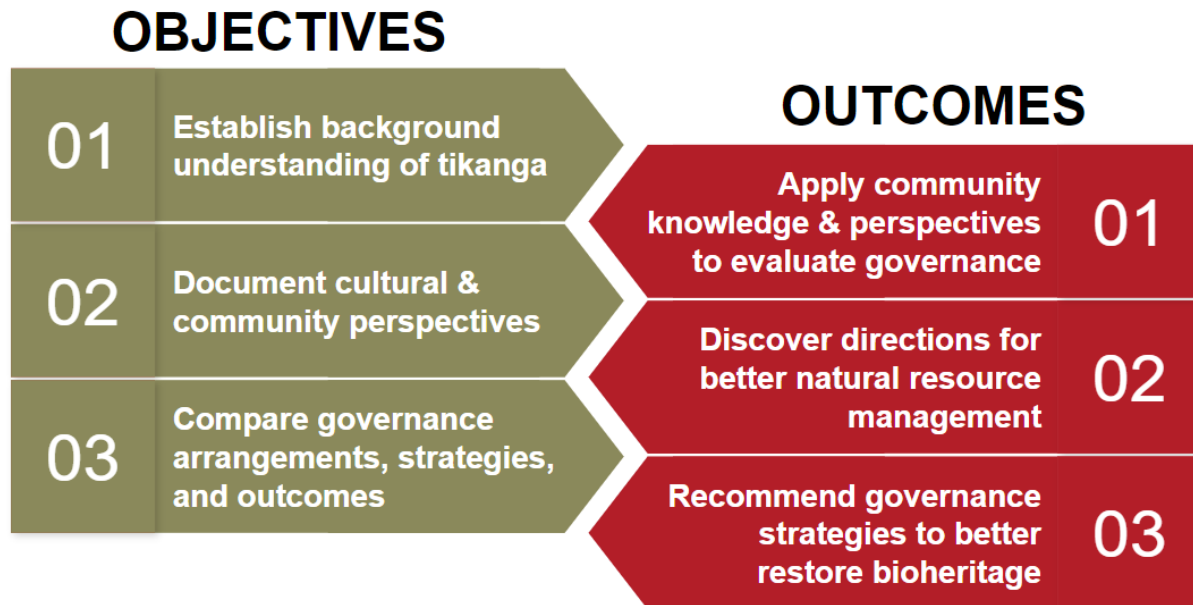 OBJECTIVES
01
Establish background
understanding of tikanga
02
Document cultural &
community perspectives
03
Compare governance
arrangements, strategies,
and outcomes
OUTCOMES
Apply community
knowledge & perspectives
to evaluate governance
01
Discover directions for
better natural resource
management
02
Recommend governance
strategies to better
restore bioheritage
03